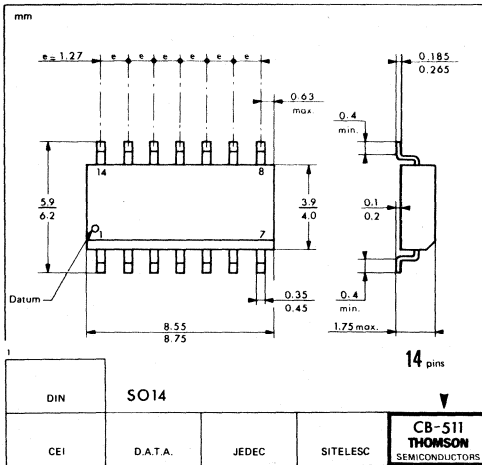 mm
e = 1.27 e e e e e
0.63
max.
0.185
0.265
0.4
min.
14 8
5.9
6.2
3.9
4.0
0.1
0.2
1 7
Datum
0.35
0.45
0.4
min.
8.55
8.75
1.75 max.
1
14 pins
DIN
SO14
CEI
D.A.T.A.
JEDEC
SITELESC
CB-511
THOMSON
SEMICONDUCTORS